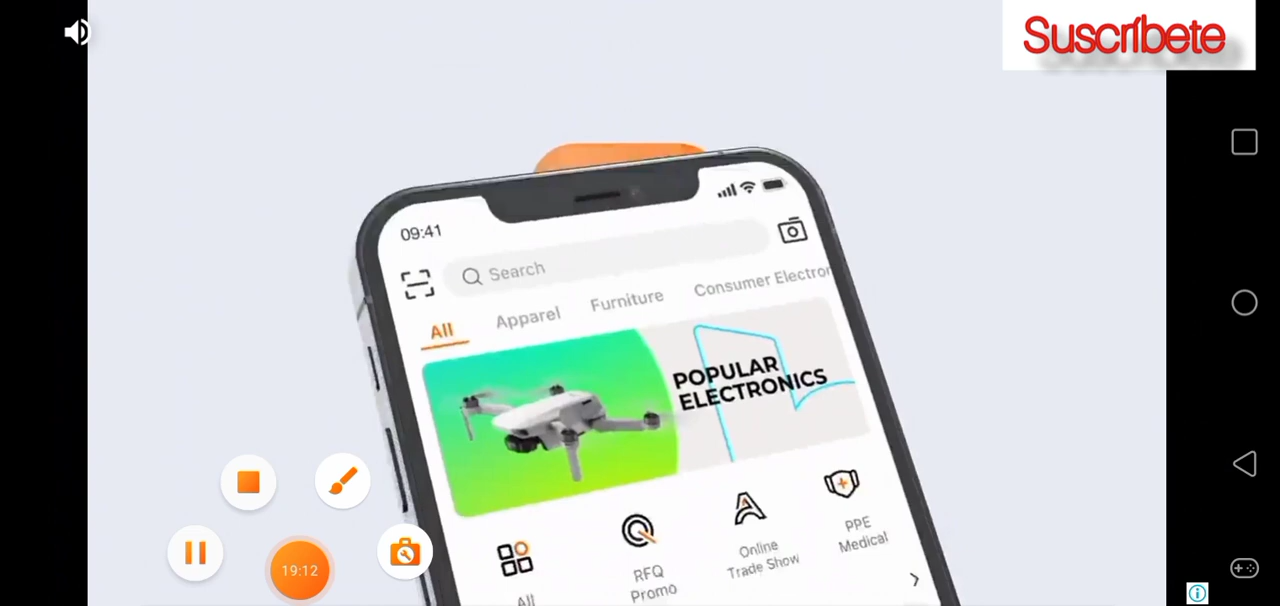 Suscríbete
09:41
Search
All
Apparel
Furniture
Consumer Electron
POPULAR
ELECTRONICS
All
RFQ
Promo
Online
Trade Show
PPE
Medical
19:12